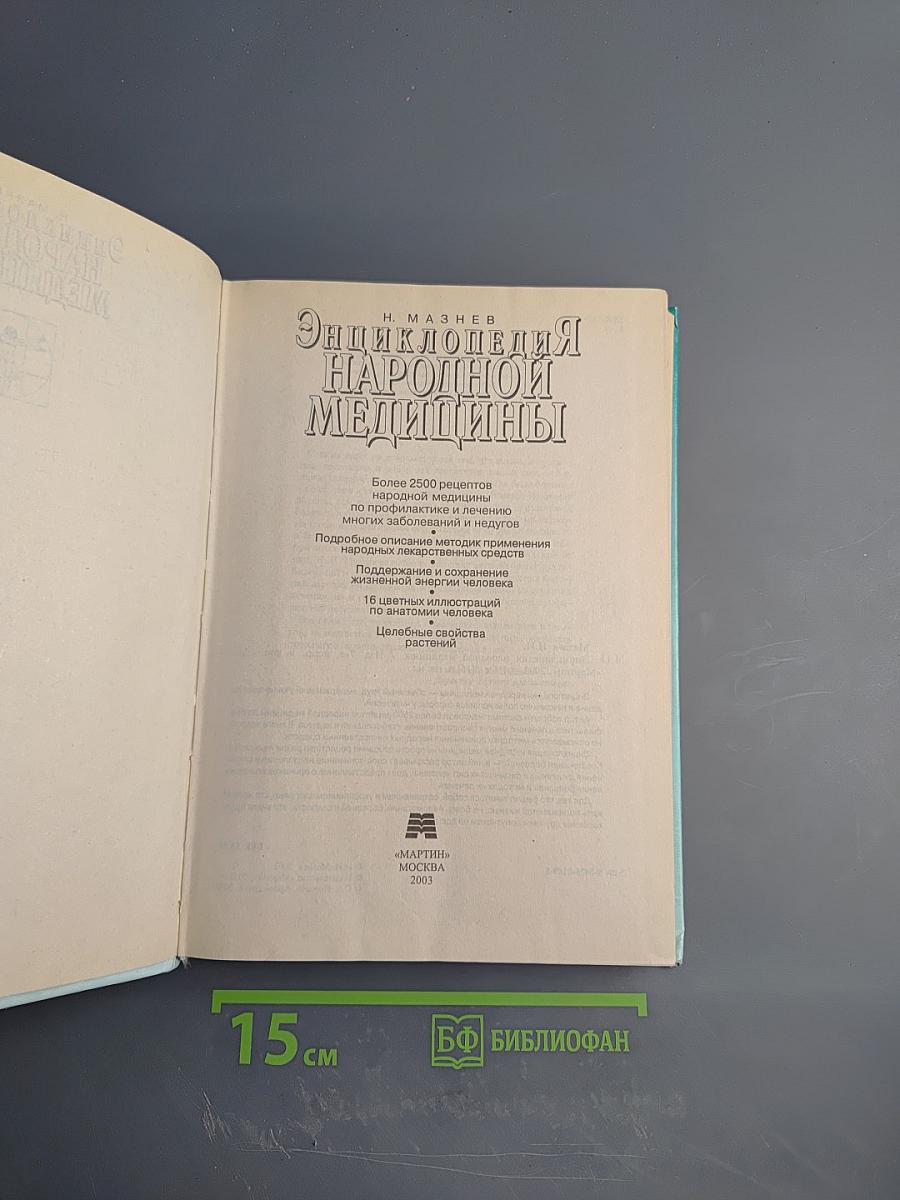 Н. МАЗНЕВ
ЭНЦИКЛОПЕДИЯ
НАРОДНОЙ
МЕДИЦИНЫ
Более 2500 рецептов
народной медицины
по профилактике и лечению
многих заболеваний и недугов
•
Подробное описание методик применения
народных лекарственных средств
•
Поддержание и сохранение
жизненной энергии человека
•
16 цветных иллюстраций
по анатомии человека
•
Целебные свойства
растений
«МАРТИН»
МОСКВА
2003
15 см
БФ БИБЛИОФАН